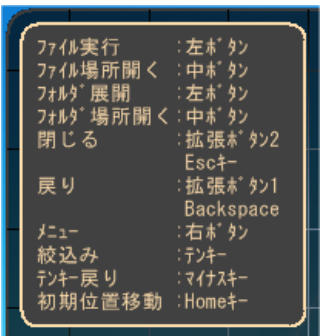 ファイル実行 :左ﾎﾞﾀﾝ
ﾌｧｲﾙ場所開く :中ﾎﾞﾀﾝ
ﾌｫﾙﾀﾞ展開 :左ﾎﾞﾀﾝ
ﾌｫﾙﾀﾞ場所開く:中ﾎﾞﾀﾝ
閉じる :拡張ﾎﾞﾀﾝ2
Escｷｰ
戻り :拡張ﾎﾞﾀﾝ1
Backspace
ﾒﾆｭｰ :右ﾎﾞﾀﾝ
絞込み :ﾃﾝｷｰ
ﾃﾝｷｰ戻り :ﾏｲﾅｽｷｰ
初期位置移動 :Homeｷｰ